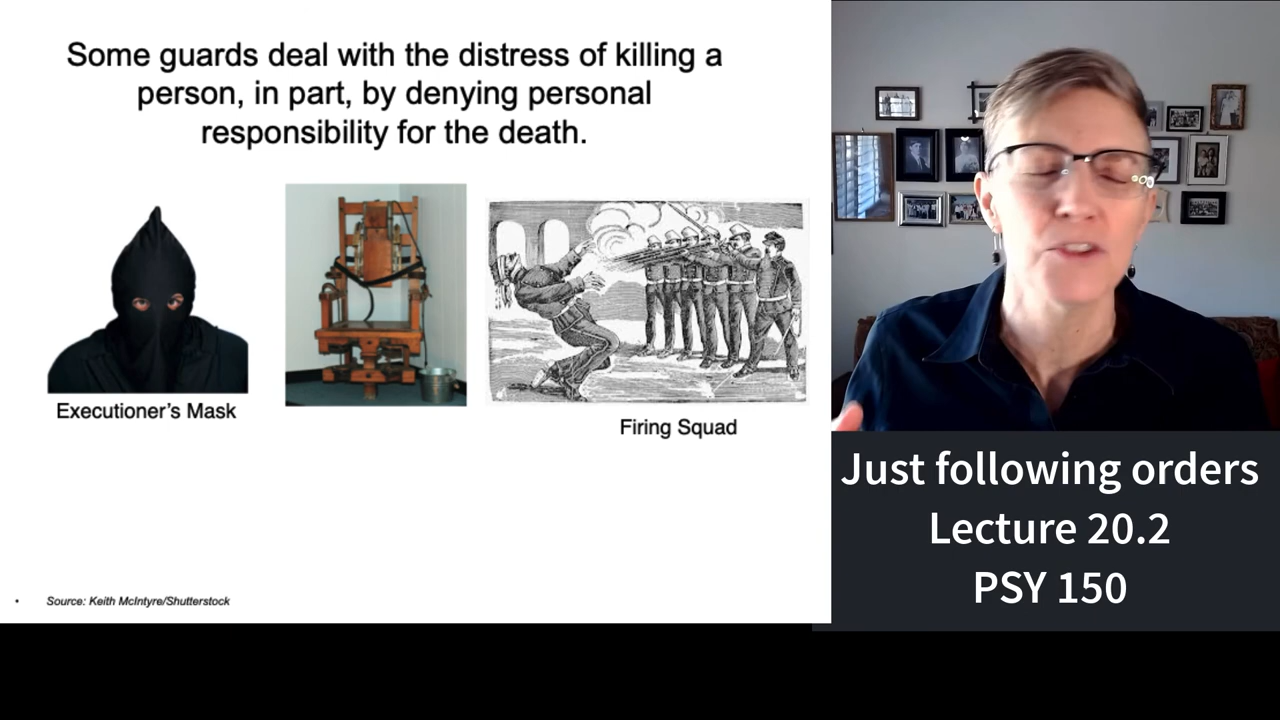 Some guards deal with the distress of killing a
person, in part, by denying personal
responsibility for the death.
Executioner's Mask
Firing Squad
• Source: Keith McIntyre/Shutterstock
Just following orders
Lecture 20.2
PSY 150